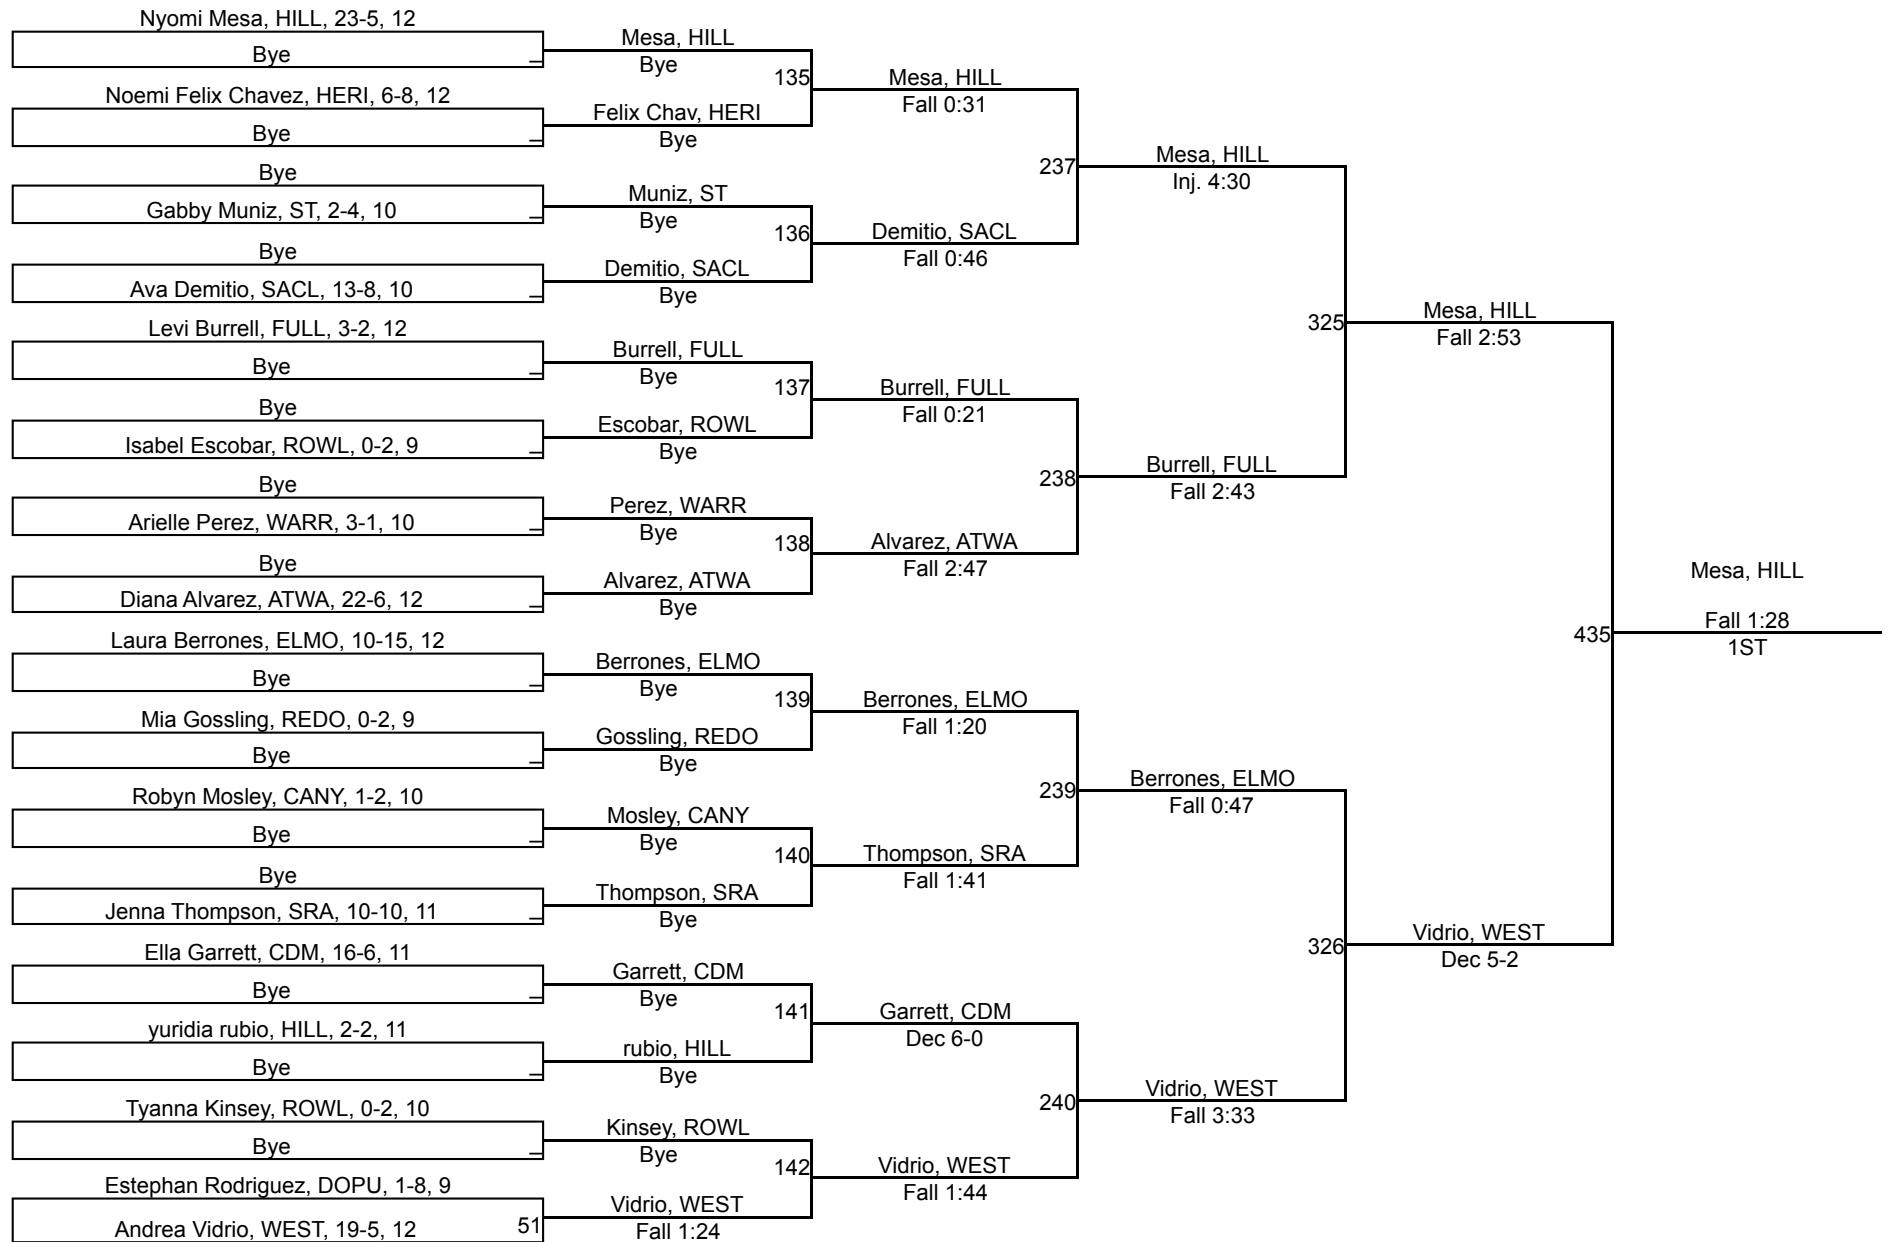 Nyomi Mesa, HILL, 23-5, 12
Bye
_
Noemi Felix Chavez, HERI, 6-8, 12
Bye
_
Bye
Gabby Muniz, ST, 2-4, 10
_
Bye
Ava Demitio, SACL, 13-8, 10
_
Levi Burrell, FULL, 3-2, 12
Bye
_
Bye
Isabel Escobar, ROWL, 0-2, 9
_
Bye
Arielle Perez, WARR, 3-1, 10
_
Bye
Diana Alvarez, ATWA, 22-6, 12
_
Laura Berrones, ELMO, 10-15, 12
Bye
_
Mia Gossling, REDO, 0-2, 9
Bye
_
Robyn Mosley, CANY, 1-2, 10
Bye
_
Bye
Jenna Thompson, SRA, 10-10, 11
_
Ella Garrett, CDM, 16-6, 11
Bye
_
yuridia rubio, HILL, 2-2, 11
Bye
_
Tyanna Kinsey, ROWL, 0-2, 10
Bye
_
Estephan Rodriguez, DOPU, 1-8, 9
Andrea Vidrio, WEST, 19-5, 12
51
Mesa, HILL
Bye
135
Felix Chav, HERI
Bye
Muniz, ST
Bye
136
Demitio, SACL
Bye
Burrell, FULL
Bye
137
Escobar, ROWL
Bye
Perez, WARR
Bye
138
Alvarez, ATWA
Bye
Berrones, ELMO
Bye
139
Gossling, REDO
Bye
Mosley, CANY
Bye
140
Thompson, SRA
Bye
Garrett, CDM
Bye
141
rubio, HILL
Bye
Kinsey, ROWL
Bye
142
Vidrio, WEST
Fall 1:24
Mesa, HILL
Fall 0:31
237
Demitio, SACL
Fall 0:46
Burrell, FULL
Fall 0:21
238
Alvarez, ATWA
Fall 2:47
Berrones, ELMO
Fall 1:20
239
Thompson, SRA
Fall 1:41
Garrett, CDM
Dec 6-0
240
Vidrio, WEST
Fall 1:44
Mesa, HILL
Inj. 4:30
325
Burrell, FULL
Fall 2:43
Berrones, ELMO
Fall 0:47
326
Vidrio, WEST
Fall 3:33
Mesa, HILL
Fall 2:53
435
Vidrio, WEST
Dec 5-2
Mesa, HILL
Fall 1:28
1ST